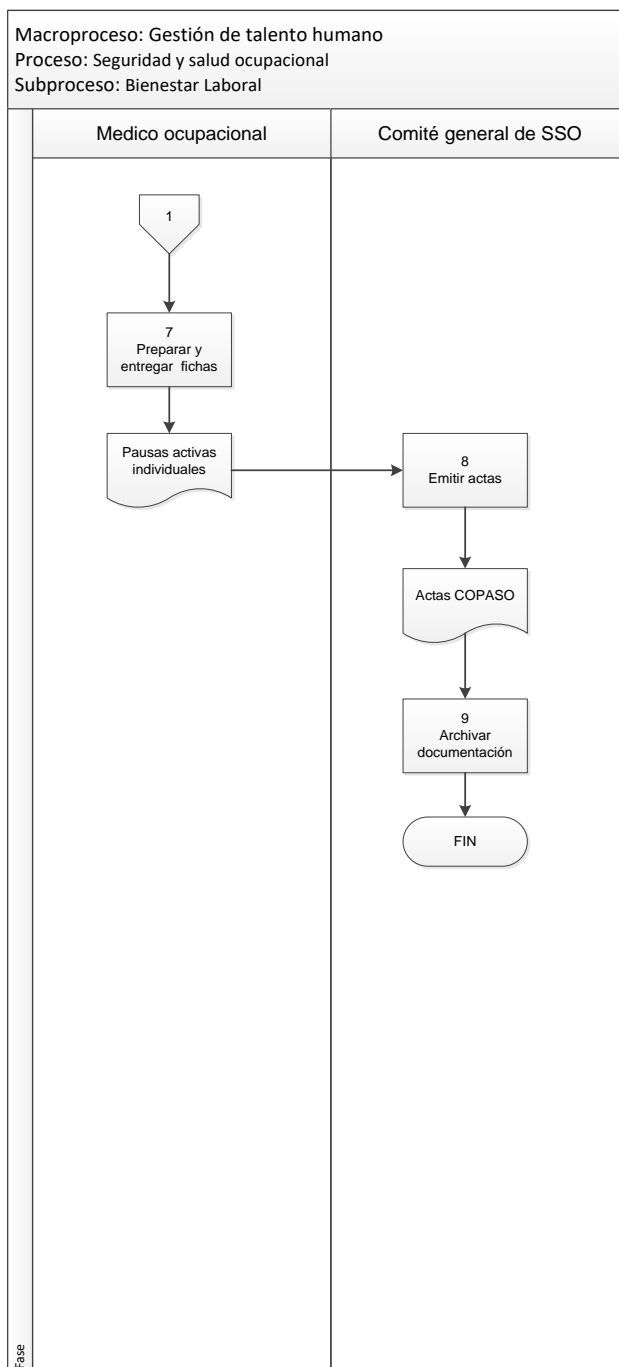 Macroproceso: Gestión de talento humano
Proceso: Seguridad y salud ocupacional
Subproceso: Bienestar Laboral
Medico ocupacional
Comité general de SSO
1
7
Preparar y
entregar fichas
Pausas activas
individuales
8
Emitir actas
Actas COPASO
9
Archivar
documentación
FIN
Fase